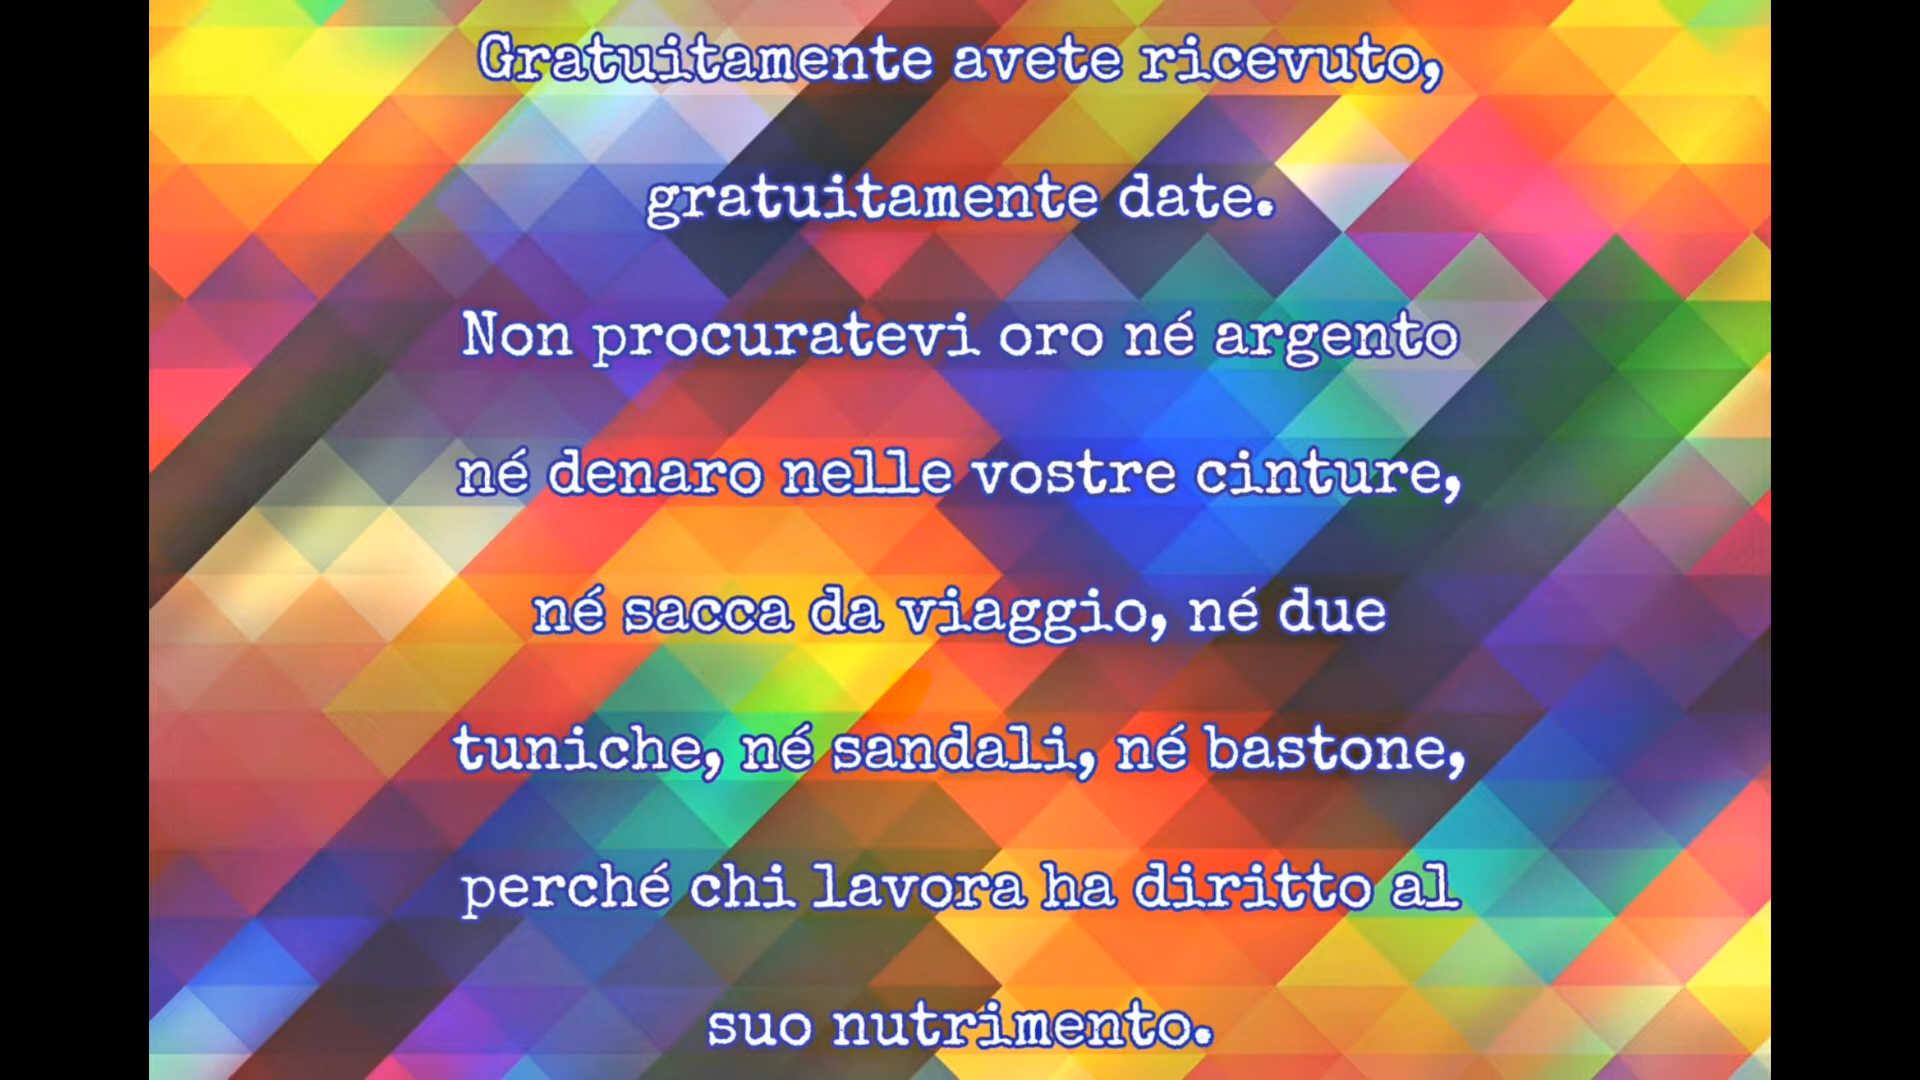 Gratuitamente avete ricevuto,
gratuitamente date.
Non procuratevi oro né argento
né denaro nelle vostre cinture,
né sacca da viaggio, né due
tuniche, né sandali, né bastone,
perché chi lavora ha diritto al
suo nutrimento.